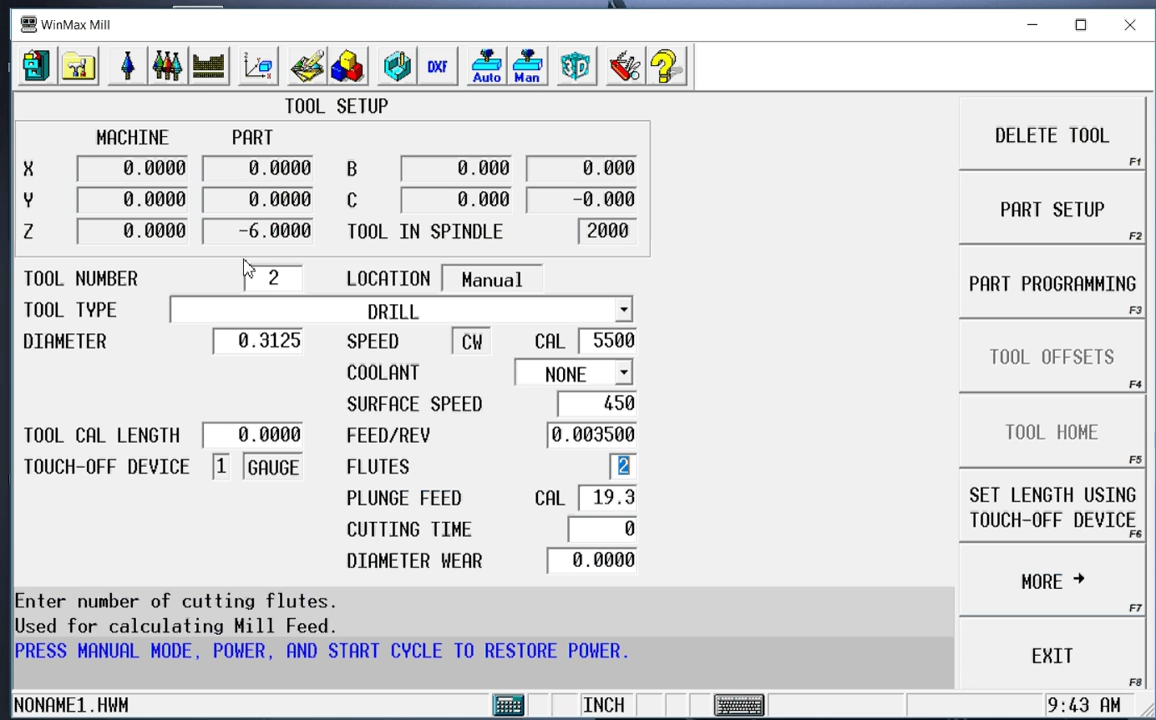 WinMax Mill
DXF
Auto
Man
3D
TOOL SETUP
MACHINE PART
X 0.0000 0.0000 B 0.000 0.000
Y 0.0000 0.0000 C 0.000 -0.000
Z 0.0000 -6.0000 TOOL IN SPINDLE 2000
TOOL NUMBER 2 LOCATION Manual
TOOL TYPE DRILL
DIAMETER 0.3125 SPEED CW CAL 5500
COOLANT NONE
SURFACE SPEED 450
TOOL CAL LENGTH 0.0000 FEED/REV 0.003500
TOUCH-OFF DEVICE 1 GAUGE FLUTES 2
PLUNGE FEED CAL 19.3
CUTTING TIME 0
DIAMETER WEAR 0.0000
Enter number of cutting flutes.
Used for calculating Mill Feed.
PRESS MANUAL MODE, POWER, AND START CYCLE TO RESTORE POWER.
DELETE TOOL
F1
PART SETUP
F2
PART PROGRAMMING
F3
TOOL OFFSETS
F4
TOOL HOME
F5
SET LENGTH USING
TOUCH-OFF DEVICE
F6
MORE →
F7
EXIT
F8
NONAME1.HWM INCH 9:43 AM